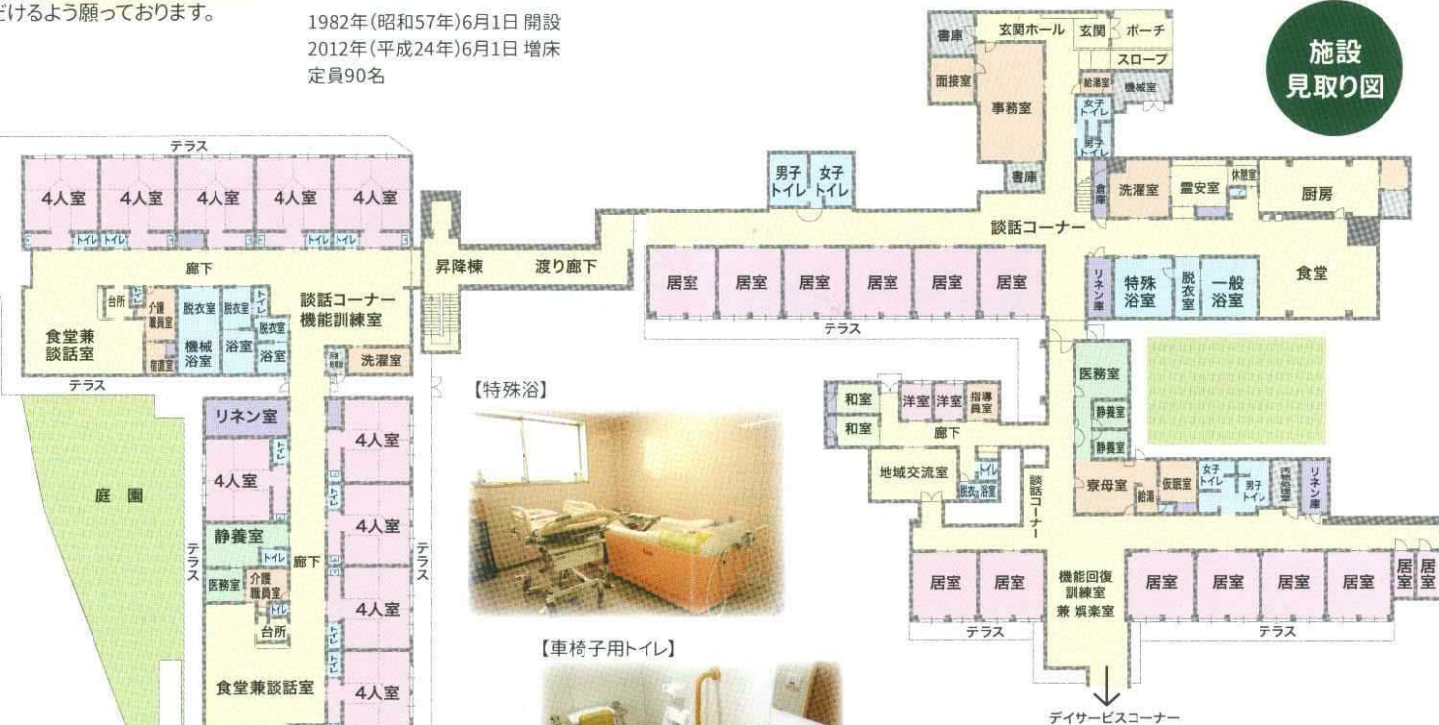 だけるよう願っております。
1982年(昭和57年)6月1日 開設
2012年(平成24年)6月1日 増床
定員90名
施設
見取り図
書庫
玄関ホール
玄関
ポーチ
スロープ
面接室
事務室
給湯室
機械室
女子
トイレ
男子
トイレ
書庫
男子
トイレ
女子
トイレ
倉庫
洗濯室
霊安室
休憩室
厨房
談話コーナー
テラス
4人室
4人室
4人室
4人室
4人室
トイレ
トイレ
トイレ
トイレ
廊下
昇降棟
渡り廊下
居室
居室
居室
居室
居室
居室
テラス
リネン庫
特殊
浴室
脱衣室
一般
浴室
食堂
台所
トイレ
介護
職員室
宿直室
脱衣室
機械
浴室
脱衣室
浴室
トイレ
脱衣室
浴室
談話コーナー
機能訓練室
洗濯室
食堂兼
談話室
テラス
リネン室
4人室
トイレ
静養室
トイレ
医務室
介護
職員室
トイレ
台所
食堂兼談話室
廊下
4人室
トイレ
4人室
4人室
トイレ
トイレ
4人室
テラス
テラス
庭園
【特殊浴】
【車椅子用トイレ】
和室
和室
洋室
洋室
指導
員室
廊下
地域交流室
トイレ
脱衣
浴室
談話コーナー
医務室
静養室
静養室
寮母室
給湯
仮眠室
女子
トイレ
男子
トイレ
汚物処理室
リネン庫
居室
居室
機能回復
訓練室
兼 娯楽室
居室
居室
居室
居室
居室
居室
テラス
テラス
デイサービスコーナー